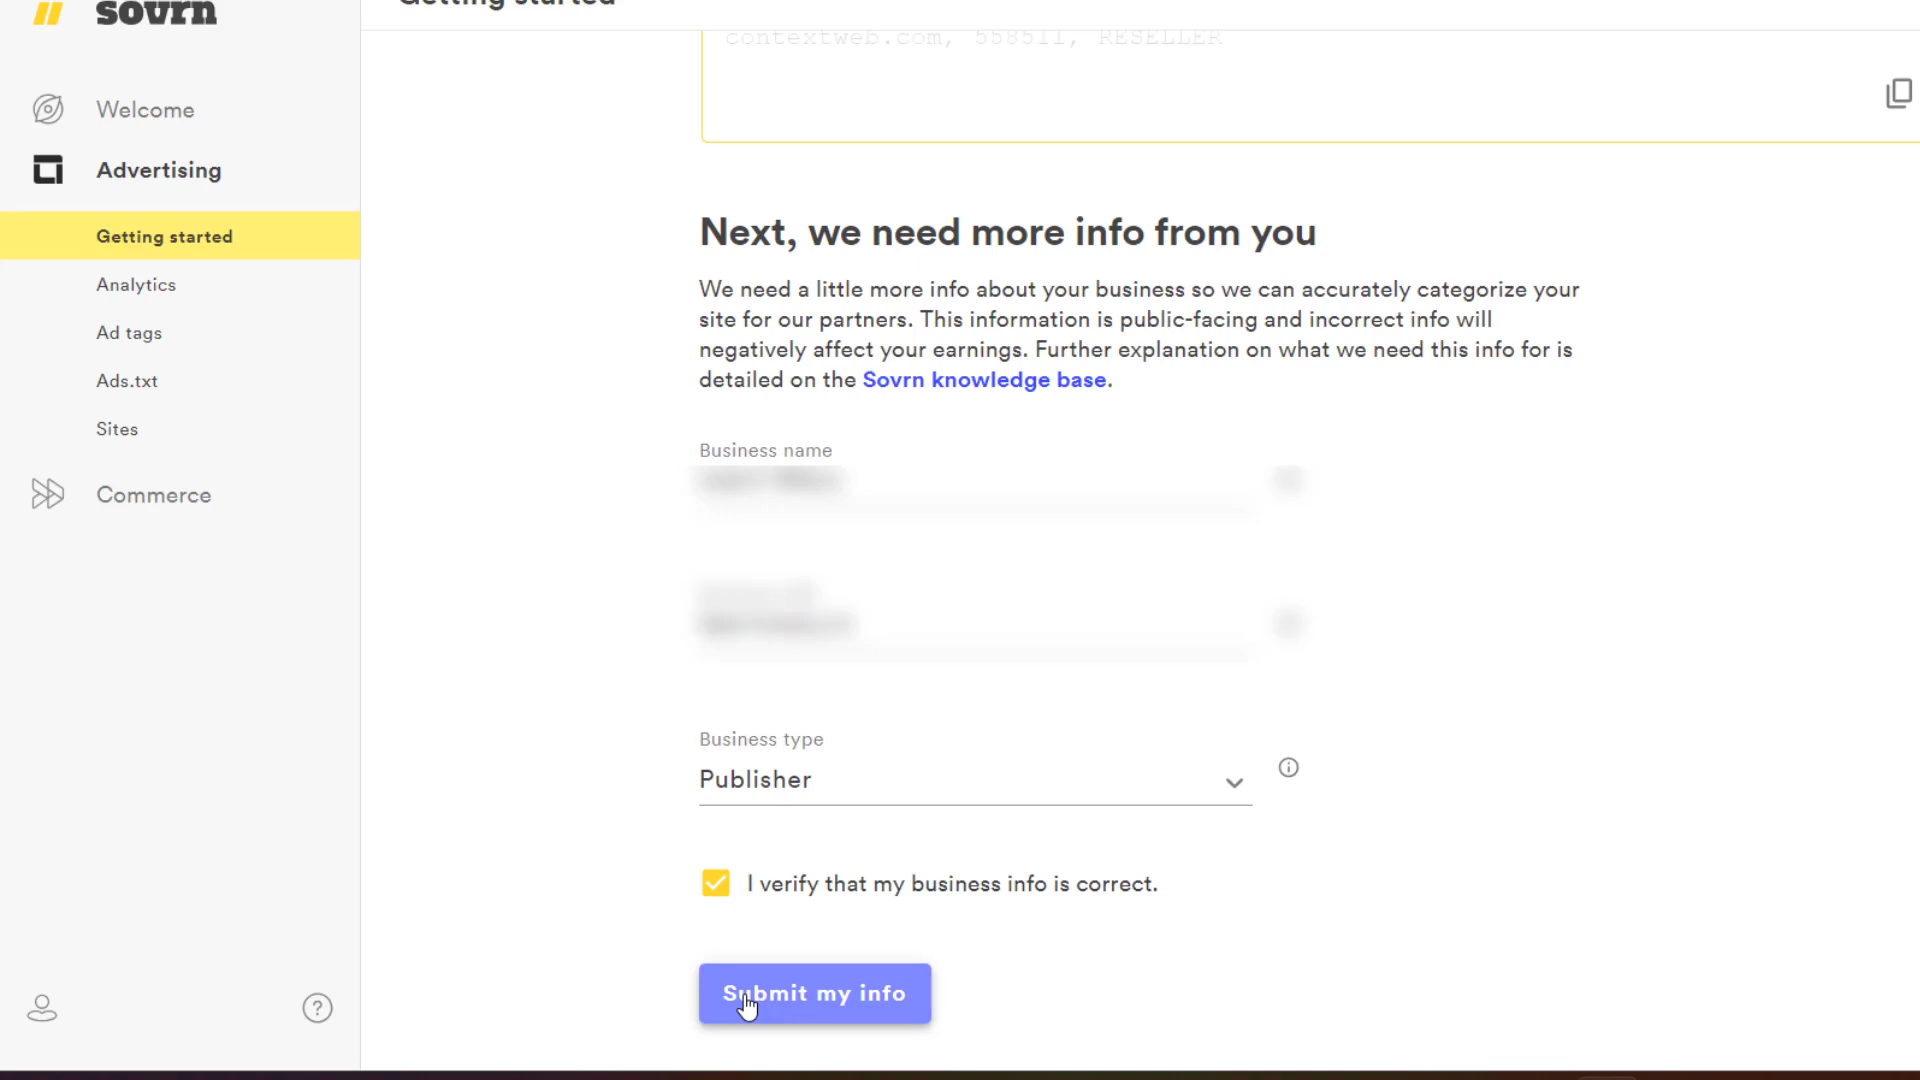 sovrn
Getting started
contextweb.com, 558511, RESELLER
Welcome
Advertising
Getting started
Analytics
Ad tags
Ads.txt
Sites
Commerce
Next, we need more info from you
We need a little more info about your business so we can accurately categorize your
site for our partners. This information is public-facing and incorrect info will
negatively affect your earnings. Further explanation on what we need this info for is
detailed on the Sovrn knowledge base.
Business name
Business type
Publisher
I verify that my business info is correct.
Submit my info